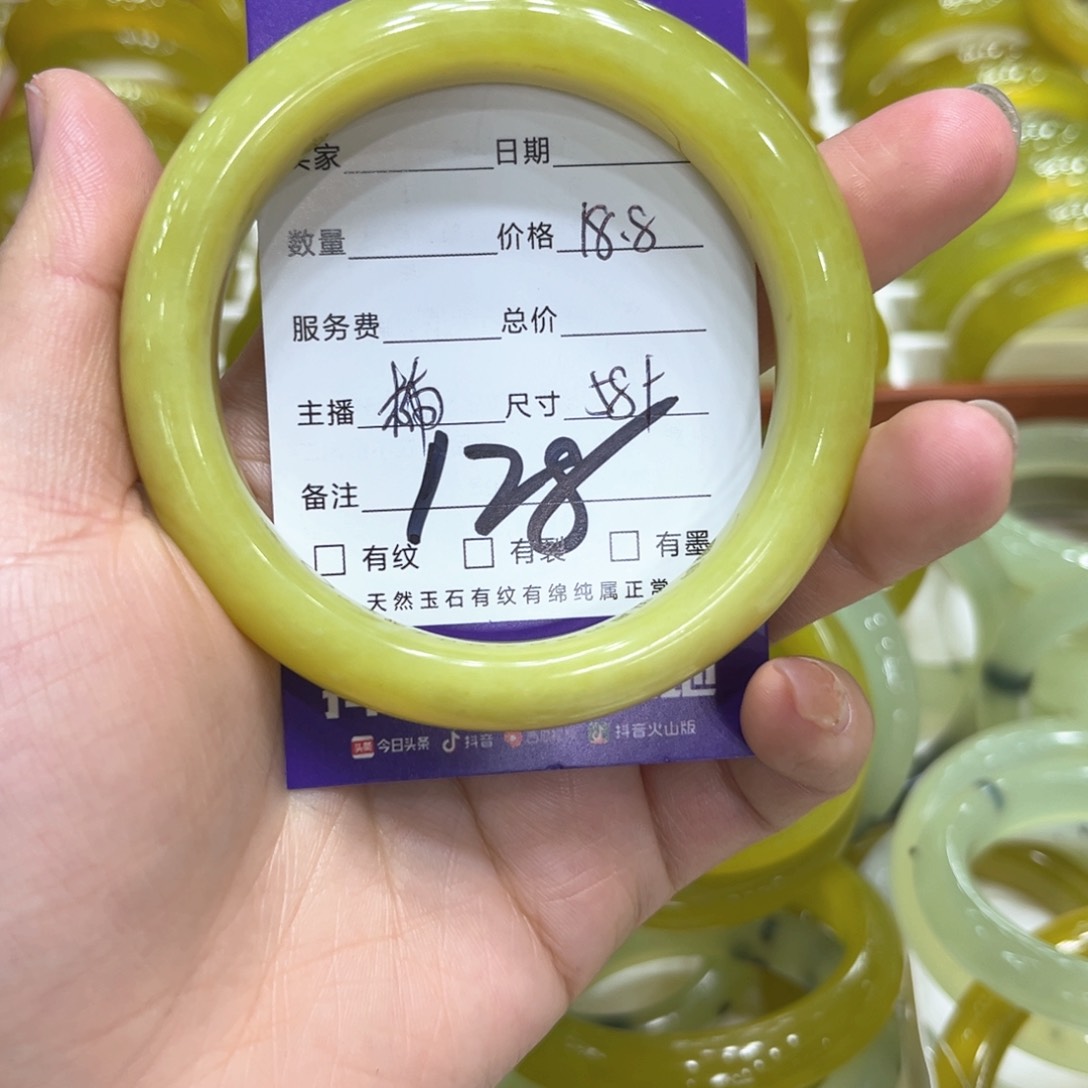 家 日期
数量 价格 18.8
服务费 总价
主播 尺寸 58
128
备注
有纹 有裂 有墨
天然玉石有纹有绵纯属正常
今日头条 抖音 抖音火山版